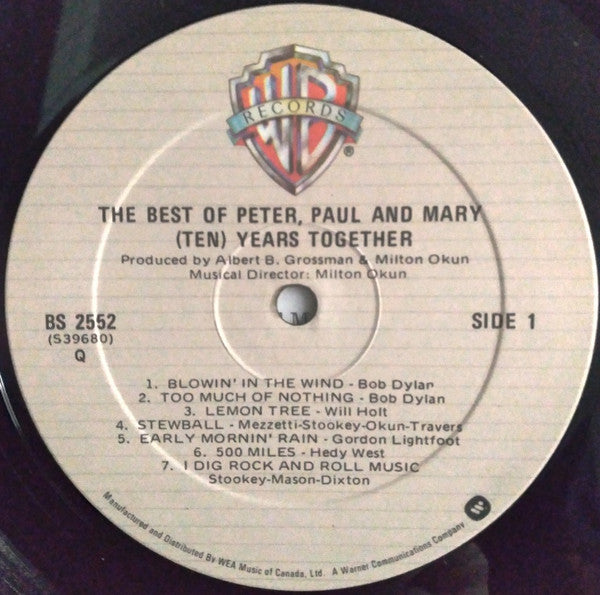 WB
RECORDS
®
THE BEST OF PETER, PAUL AND MARY
(TEN) YEARS TOGETHER
Produced by Albert B. Grossman & Milton Okun
Musical Director: Milton Okun
BS 2552
(S39680)
Q
SIDE 1
1. BLOWIN' IN THE WIND - Bob Dylan
2. TOO MUCH OF NOTHING - Bob Dylan
3. LEMON TREE - Will Holt
4. STEWBALL - Mezzetti-Stookey-Okun-Travers
5. EARLY MORNIN' RAIN - Gordon Lightfoot
6. 500 MILES - Hedy West
7. I DIG ROCK AND ROLL MUSIC
Stookey-Mason-Dixton
Manufactured and Distributed By WEA Music of Canada, Ltd. A Warner Communications Company